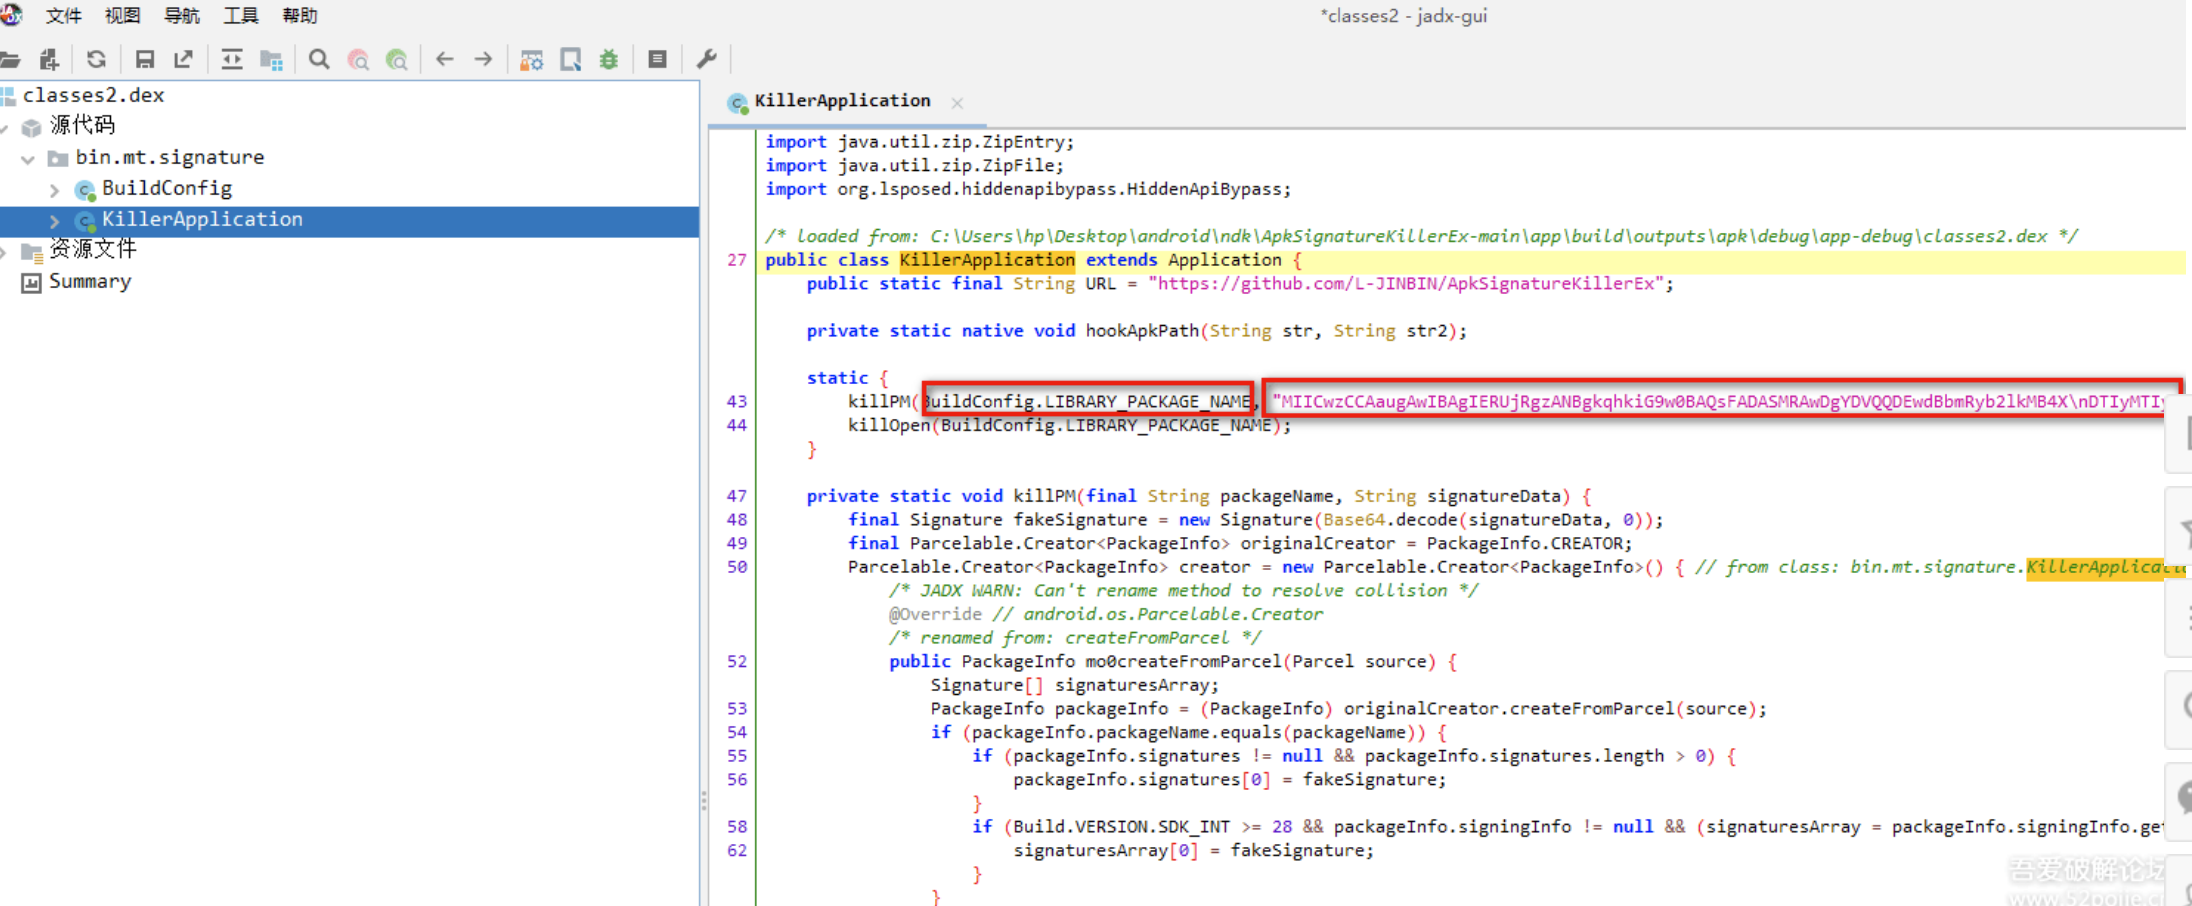 文件 视图 导航 工具 帮助
*classes2 - jadx-gui
classes2.dex
源代码
bin.mt.signature
BuildConfig
KillerApplication
资源文件
Summary
KillerApplication
import java.util.zip.ZipEntry;
import java.util.zip.ZipFile;
import org.lsposed.hiddenapibypass.HiddenApiBypass;
/* loaded from: C:\Users\hp\Desktop\android\ndk\ApkSignatureKillerEx-main\app\build\outputs\apk\debug\app-debug\classes2.dex */
27 public class KillerApplication extends Application {
public static final String URL = "https://github.com/L-JINBIN/ApkSignatureKillerEx";
private static native void hookApkPath(String str, String str2);
static {
43 killPM(BuildConfig.LIBRARY_PACKAGE_NAME, "MIICwzCCAaugAwIBAgIERUjRgzANBgkqhkiG9w0BAQsFADASMRAwDgYDVQQDEwdBbmRyb2lkMB4X\nDTIyMTIy
44 killOpen(BuildConfig.LIBRARY_PACKAGE_NAME);
}
47 private static void killPM(final String packageName, String signatureData) {
48 final Signature fakeSignature = new Signature(Base64.decode(signatureData, 0));
49 final Parcelable.Creator<PackageInfo> originalCreator = PackageInfo.CREATOR;
50 Parcelable.Creator<PackageInfo> creator = new Parcelable.Creator<PackageInfo>() { // from class: bin.mt.signature.KillerApplicatio
/* JADX WARN: Can't rename method to resolve collision */
@Override // android.os.Parcelable.Creator
/* renamed from: createFromParcel */
52 public PackageInfo mo0createFromParcel(Parcel source) {
Signature[] signaturesArray;
53 PackageInfo packageInfo = (PackageInfo) originalCreator.createFromParcel(source);
54 if (packageInfo.packageName.equals(packageName)) {
55 if (packageInfo.signatures != null && packageInfo.signatures.length > 0) {
56 packageInfo.signatures[0] = fakeSignature;
}
58 if (Build.VERSION.SDK_INT >= 28 && packageInfo.signingInfo != null && (signaturesArray = packageInfo.signingInfo.get
62 signaturesArray[0] = fakeSignature;
}
}
吾爱破解论坛
www.52pojie.cn